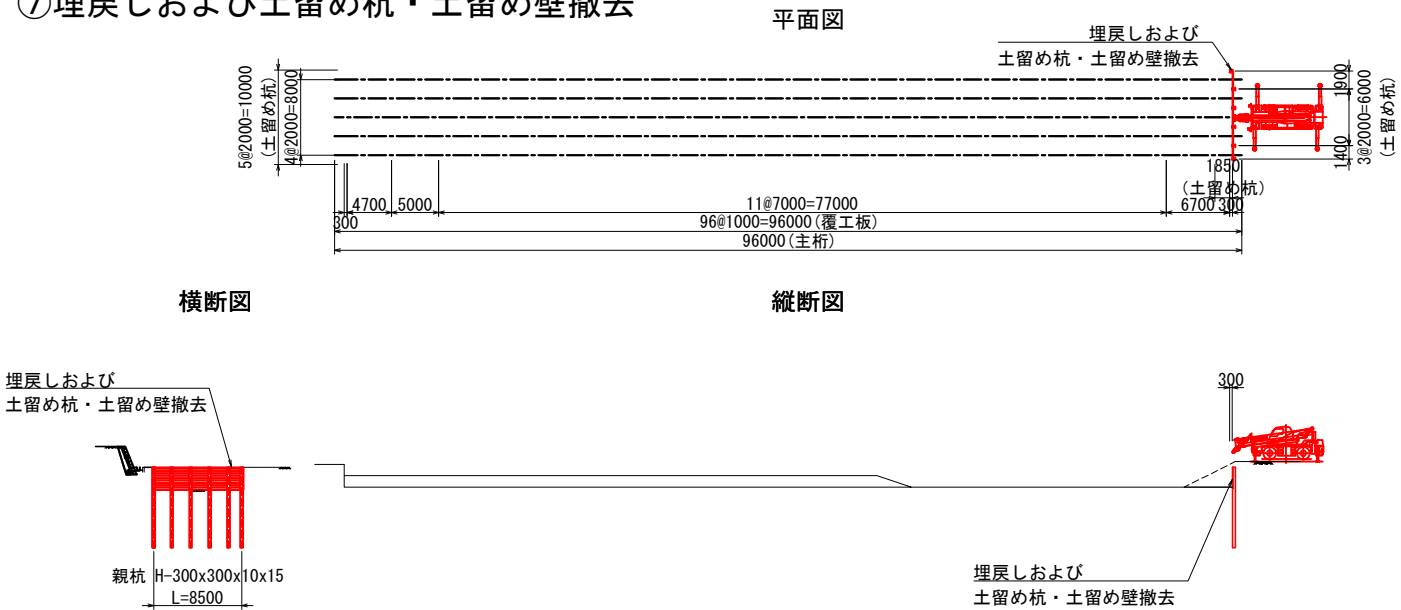 ⑦埋戻しおよび土留め杭・土留め壁撤去
平面図
埋戻しおよび
土留め杭・土留め壁撤去
5@2000=10000
(土留め杭)
4@2000=8000
1900
3@2000=6000
(土留め杭)
1400
1850
(土留め杭)
300
4700
5000
11@7000=77000
6700
300
96@1000=96000(覆工板)
96000(主桁)
横断図
縦断図
埋戻しおよび
土留め杭・土留め壁撤去
親杭 H-300x300x10x15
L=8500
300
埋戻しおよび
土留め杭・土留め壁撤去